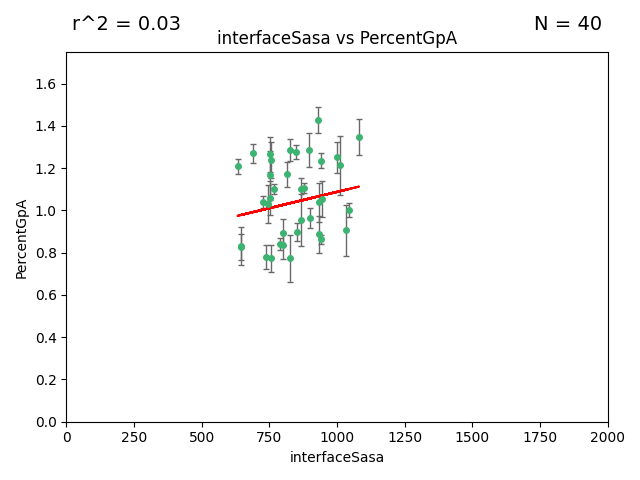 r^2 = 0.03
N = 40
interfaceSasa vs PercentGpA
1.6
1.4
1.2
1.0
0.8
0.6
0.4
0.2
0.0
PercentGpA
0 250 500 750 1000 1250 1500 1750 2000
interfaceSasa